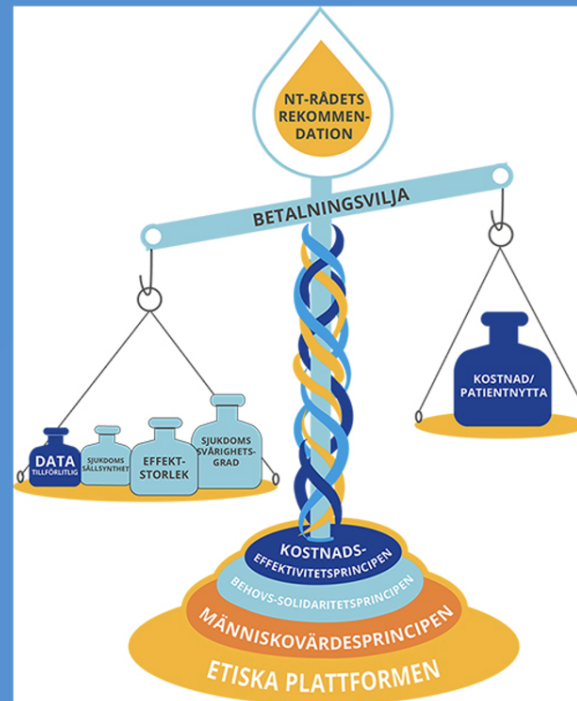 NT-RÅDETS
REKOMMEN-
DATION
BETALNINGSVILJA
KOSTNAD/
PATIENTNYTTA
DATA
TILLFÖRLITLIG
SJUKDOMS
SÄLLSYNTHET
EFFEKT-
STORLEK
SJUKDOMS
SVÅRIGHETS-
GRAD
KOSTNADS-
EFFEKTIVITETSPRINCIPEN
BEHOVS-SOLIDARITETSPRINCIPEN
MÄNNISKOVÄRDESPRINCIPEN
ETISKA PLATTFORMEN